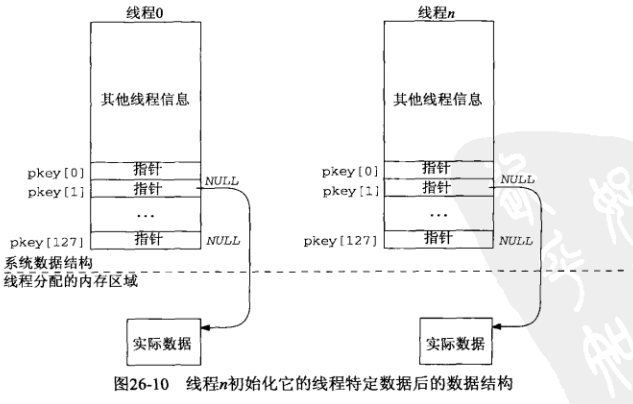 线程0
线程n
其他线程信息
其他线程信息
pkey[0]
指针
NULL
pkey[0]
指针
NULL
pkey[1]
指针
pkey[1]
指针
...
...
pkey[127]
指针
NULL
pkey[127]
指针
NULL
系统数据结构
线程分配的内存区域
实际数据
实际数据
图26-10 线程n初始化它的线程特定数据后的数据结构